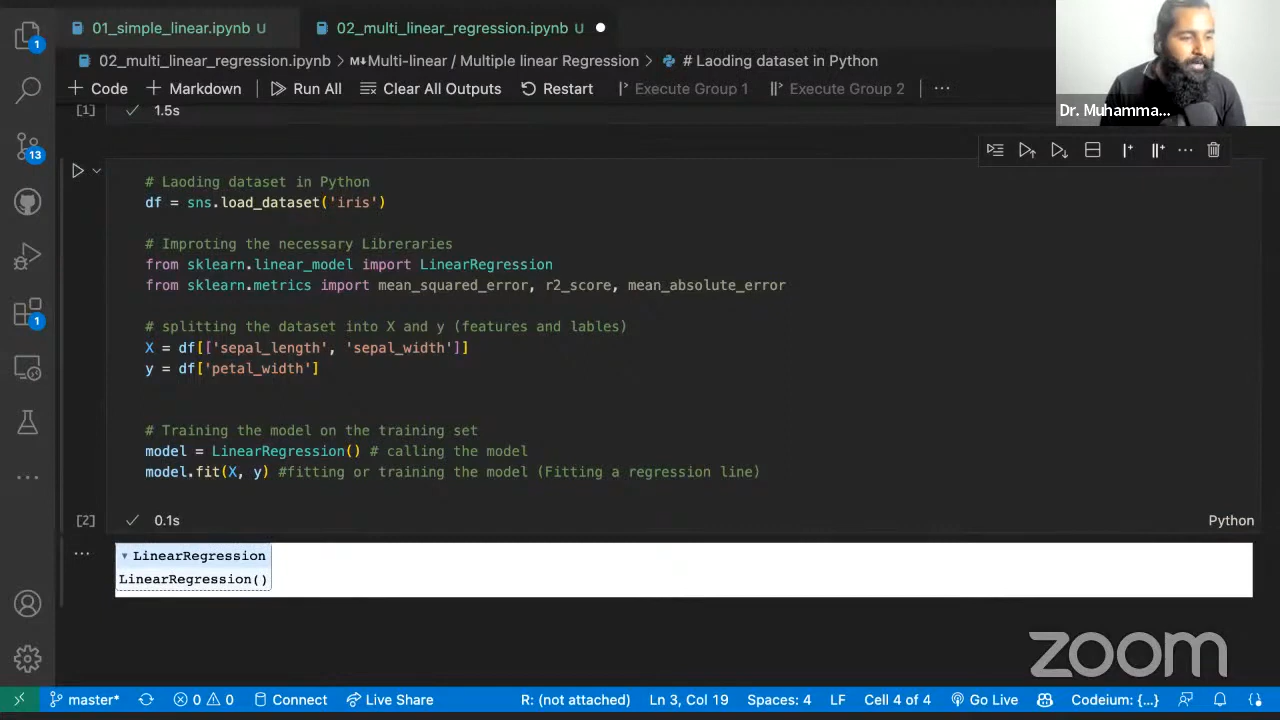 01_simple_linear.ipynb U
02_multi_linear_regression.ipynb U
02_multi_linear_regression.ipynb > M↓Multi-linear / Multiple linear Regression > # Laoding dataset in Python
+ Code + Markdown Run All Clear All Outputs Restart Execute Group 1 Execute Group 2 ...
Dr. Muhamma...
[1] 1.5s
# Laoding dataset in Python
df = sns.load_dataset('iris')
# Improting the necessary Libreraries
from sklearn.linear_model import LinearRegression
from sklearn.metrics import mean_squared_error, r2_score, mean_absolute_error
# splitting the dataset into X and y (features and lables)
X = df[['sepal_length', 'sepal_width']]
y = df['petal_width']
# Training the model on the training set
model = LinearRegression() # calling the model
model.fit(X, y) #fitting or training the model (Fitting a regression line)
[2] 0.1s Python
LinearRegression
LinearRegression()
1
13
1
zoom
master* 0 0 Connect Live Share R: (not attached) Ln 3, Col 19 Spaces: 4 LF Cell 4 of 4 Go Live Codeium: {...}